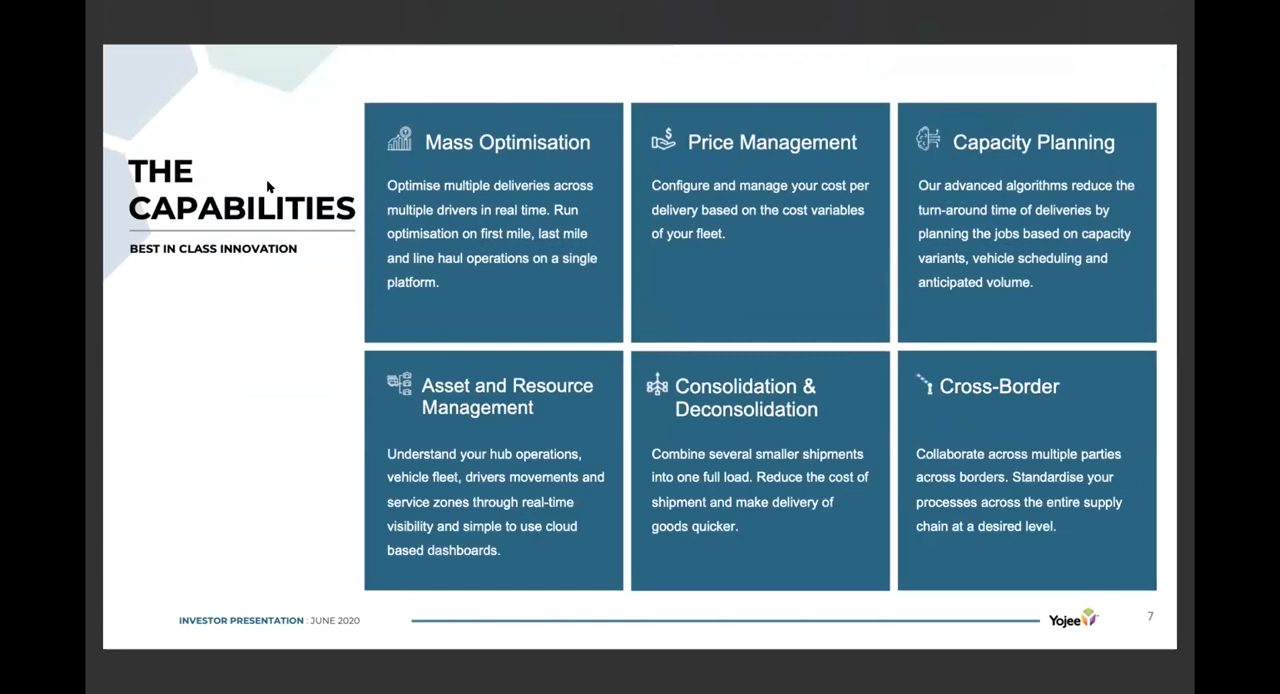 THE
CAPABILITIES
BEST IN CLASS INNOVATION
Mass Optimisation
Optimise multiple deliveries across
multiple drivers in real time. Run
optimisation on first mile, last mile
and line haul operations on a single
platform.
Price Management
Configure and manage your cost per
delivery based on the cost variables
of your fleet.
Capacity Planning
Our advanced algorithms reduce the
turn-around time of deliveries by
planning the jobs based on capacity
variants, vehicle scheduling and
anticipated volume.
Asset and Resource
Management
Understand your hub operations,
vehicle fleet, drivers movements and
service zones through real-time
visibility and simple to use cloud
based dashboards.
Consolidation &
Deconsolidation
Combine several smaller shipments
into one full load. Reduce the cost of
shipment and make delivery of
goods quicker.
Cross-Border
Collaborate across multiple parties
across borders. Standardise your
processes across the entire supply
chain at a desired level.
INVESTOR PRESENTATION : JUNE 2020
Yojee
7